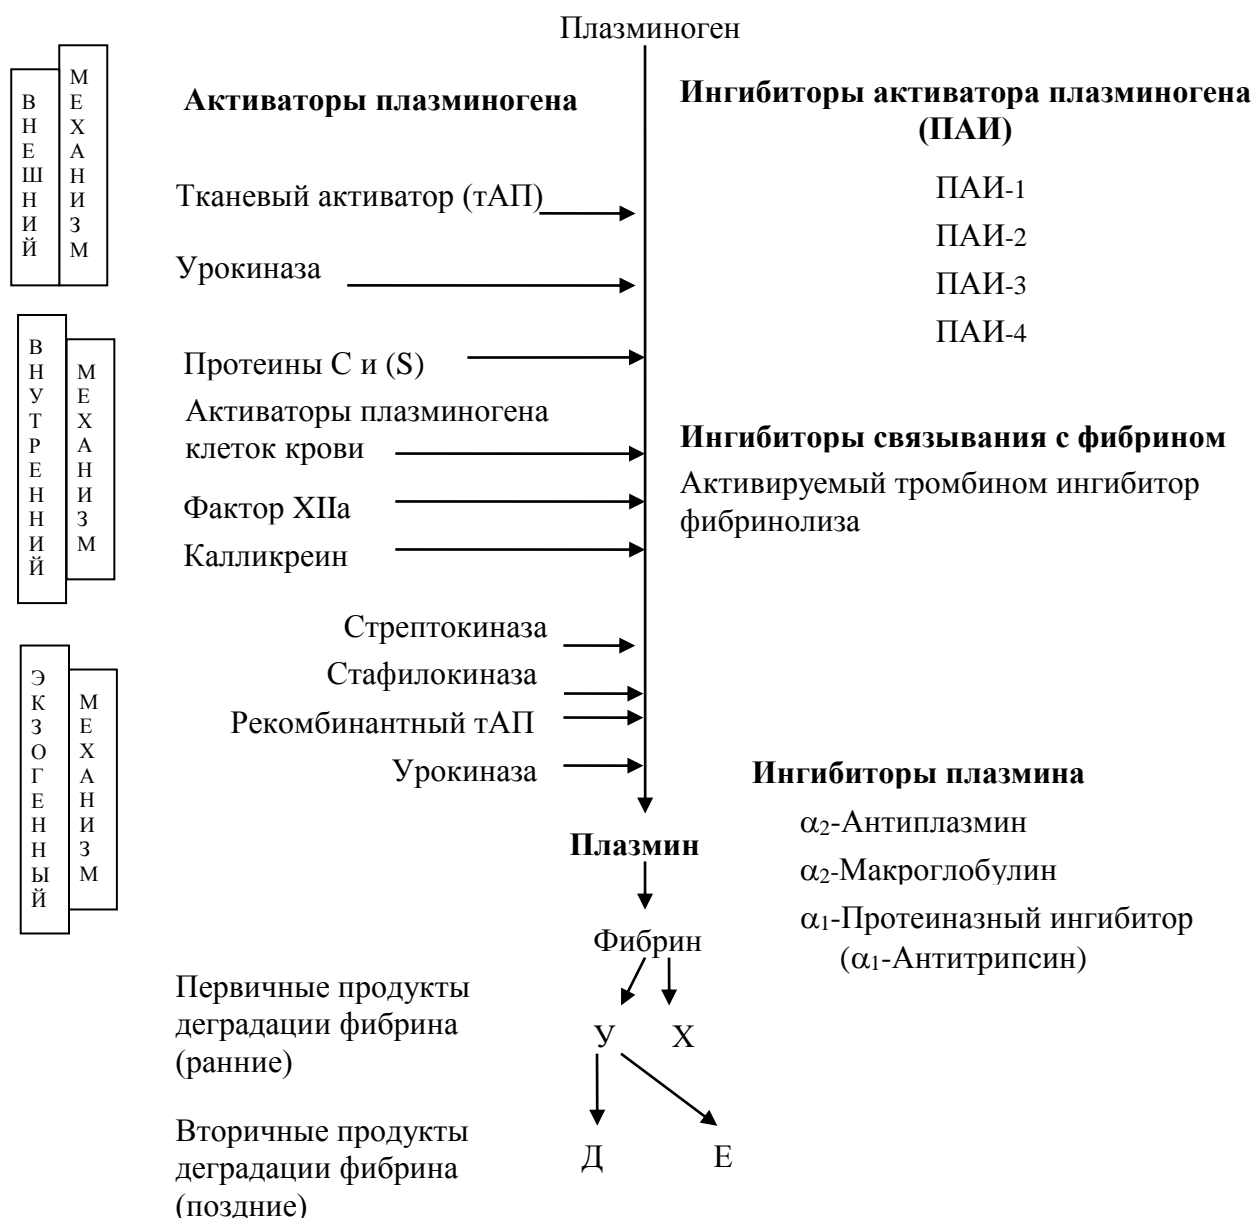 Плазминоген
ВНЕШНИЙ
МЕХАНИЗМ
Активаторы плазминогена
Тканевый активатор (тАП)
Урокиназа
Ингибиторы активатора плазминогена
(ПАИ)
ПАИ-1
ПАИ-2
ПАИ-3
ПАИ-4
ВНУТРЕННИЙ
МЕХАНИЗМ
Протеины С и (S)
Активаторы плазминогена
клеток крови
Фактор XIIа
Калликреин
Ингибиторы связывания с фибрином
Активируемый тромбином ингибитор
фибринолиза
ЭКЗОГЕННЫЙ
МЕХАНИЗМ
Стрептокиназа
Стафилокиназа
Рекомбинантный тАП
Урокиназа
Ингибиторы плазмина
α2-Антиплазмин
α2-Макроглобулин
α1-Протеиназный ингибитор
(α1-Антитрипсин)
Плазмин
Фибрин
Первичные продукты
деградации фибрина
(ранние)
У Х
Вторичные продукты
деградации фибрина
(поздние)
Д Е